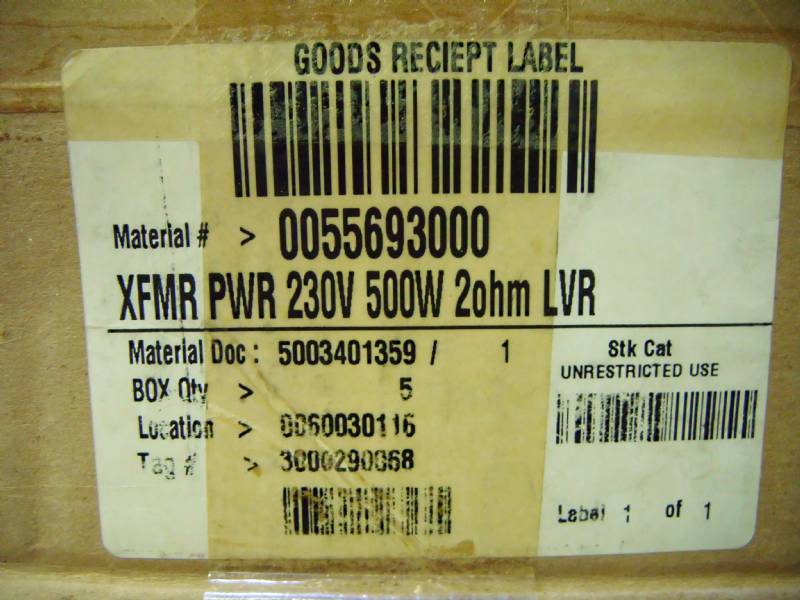 GOODS RECIEPT LABEL
Material # > 0055693000
XFMR PWR 230V 500W 2ohm LVR
Material Doc : 5003401359 / 1
BOX Qty > 5
Location > 0060030116
Tag # > 3000290068
Stk Cat
UNRESTRICTED USE
Label 1 of 1